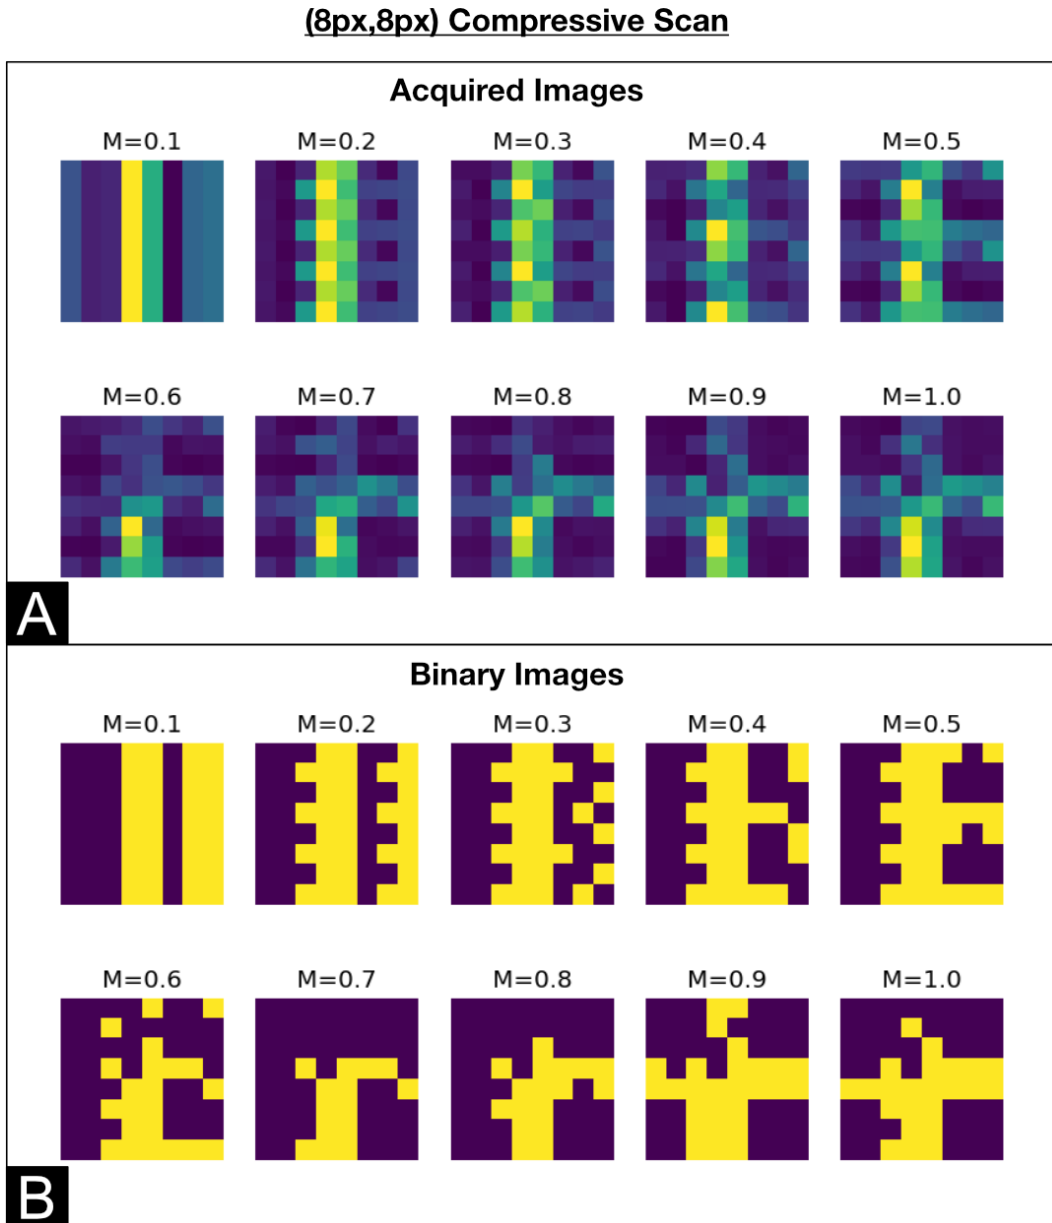 (8px,8px) Compressive Scan
Acquired Images
M=0.1 M=0.2 M=0.3 M=0.4 M=0.5
M=0.6 M=0.7 M=0.8 M=0.9 M=1.0
A
Binary Images
M=0.1 M=0.2 M=0.3 M=0.4 M=0.5
M=0.6 M=0.7 M=0.8 M=0.9 M=1.0
B